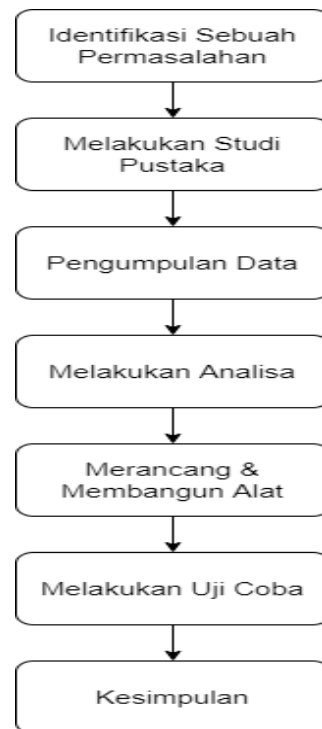 Identifikasi Sebuah
Permasalahan
Melakukan Studi
Pustaka
Pengumpulan Data
Melakukan Analisa
Merancang &
Membangun Alat
Melakukan Uji Coba
Kesimpulan